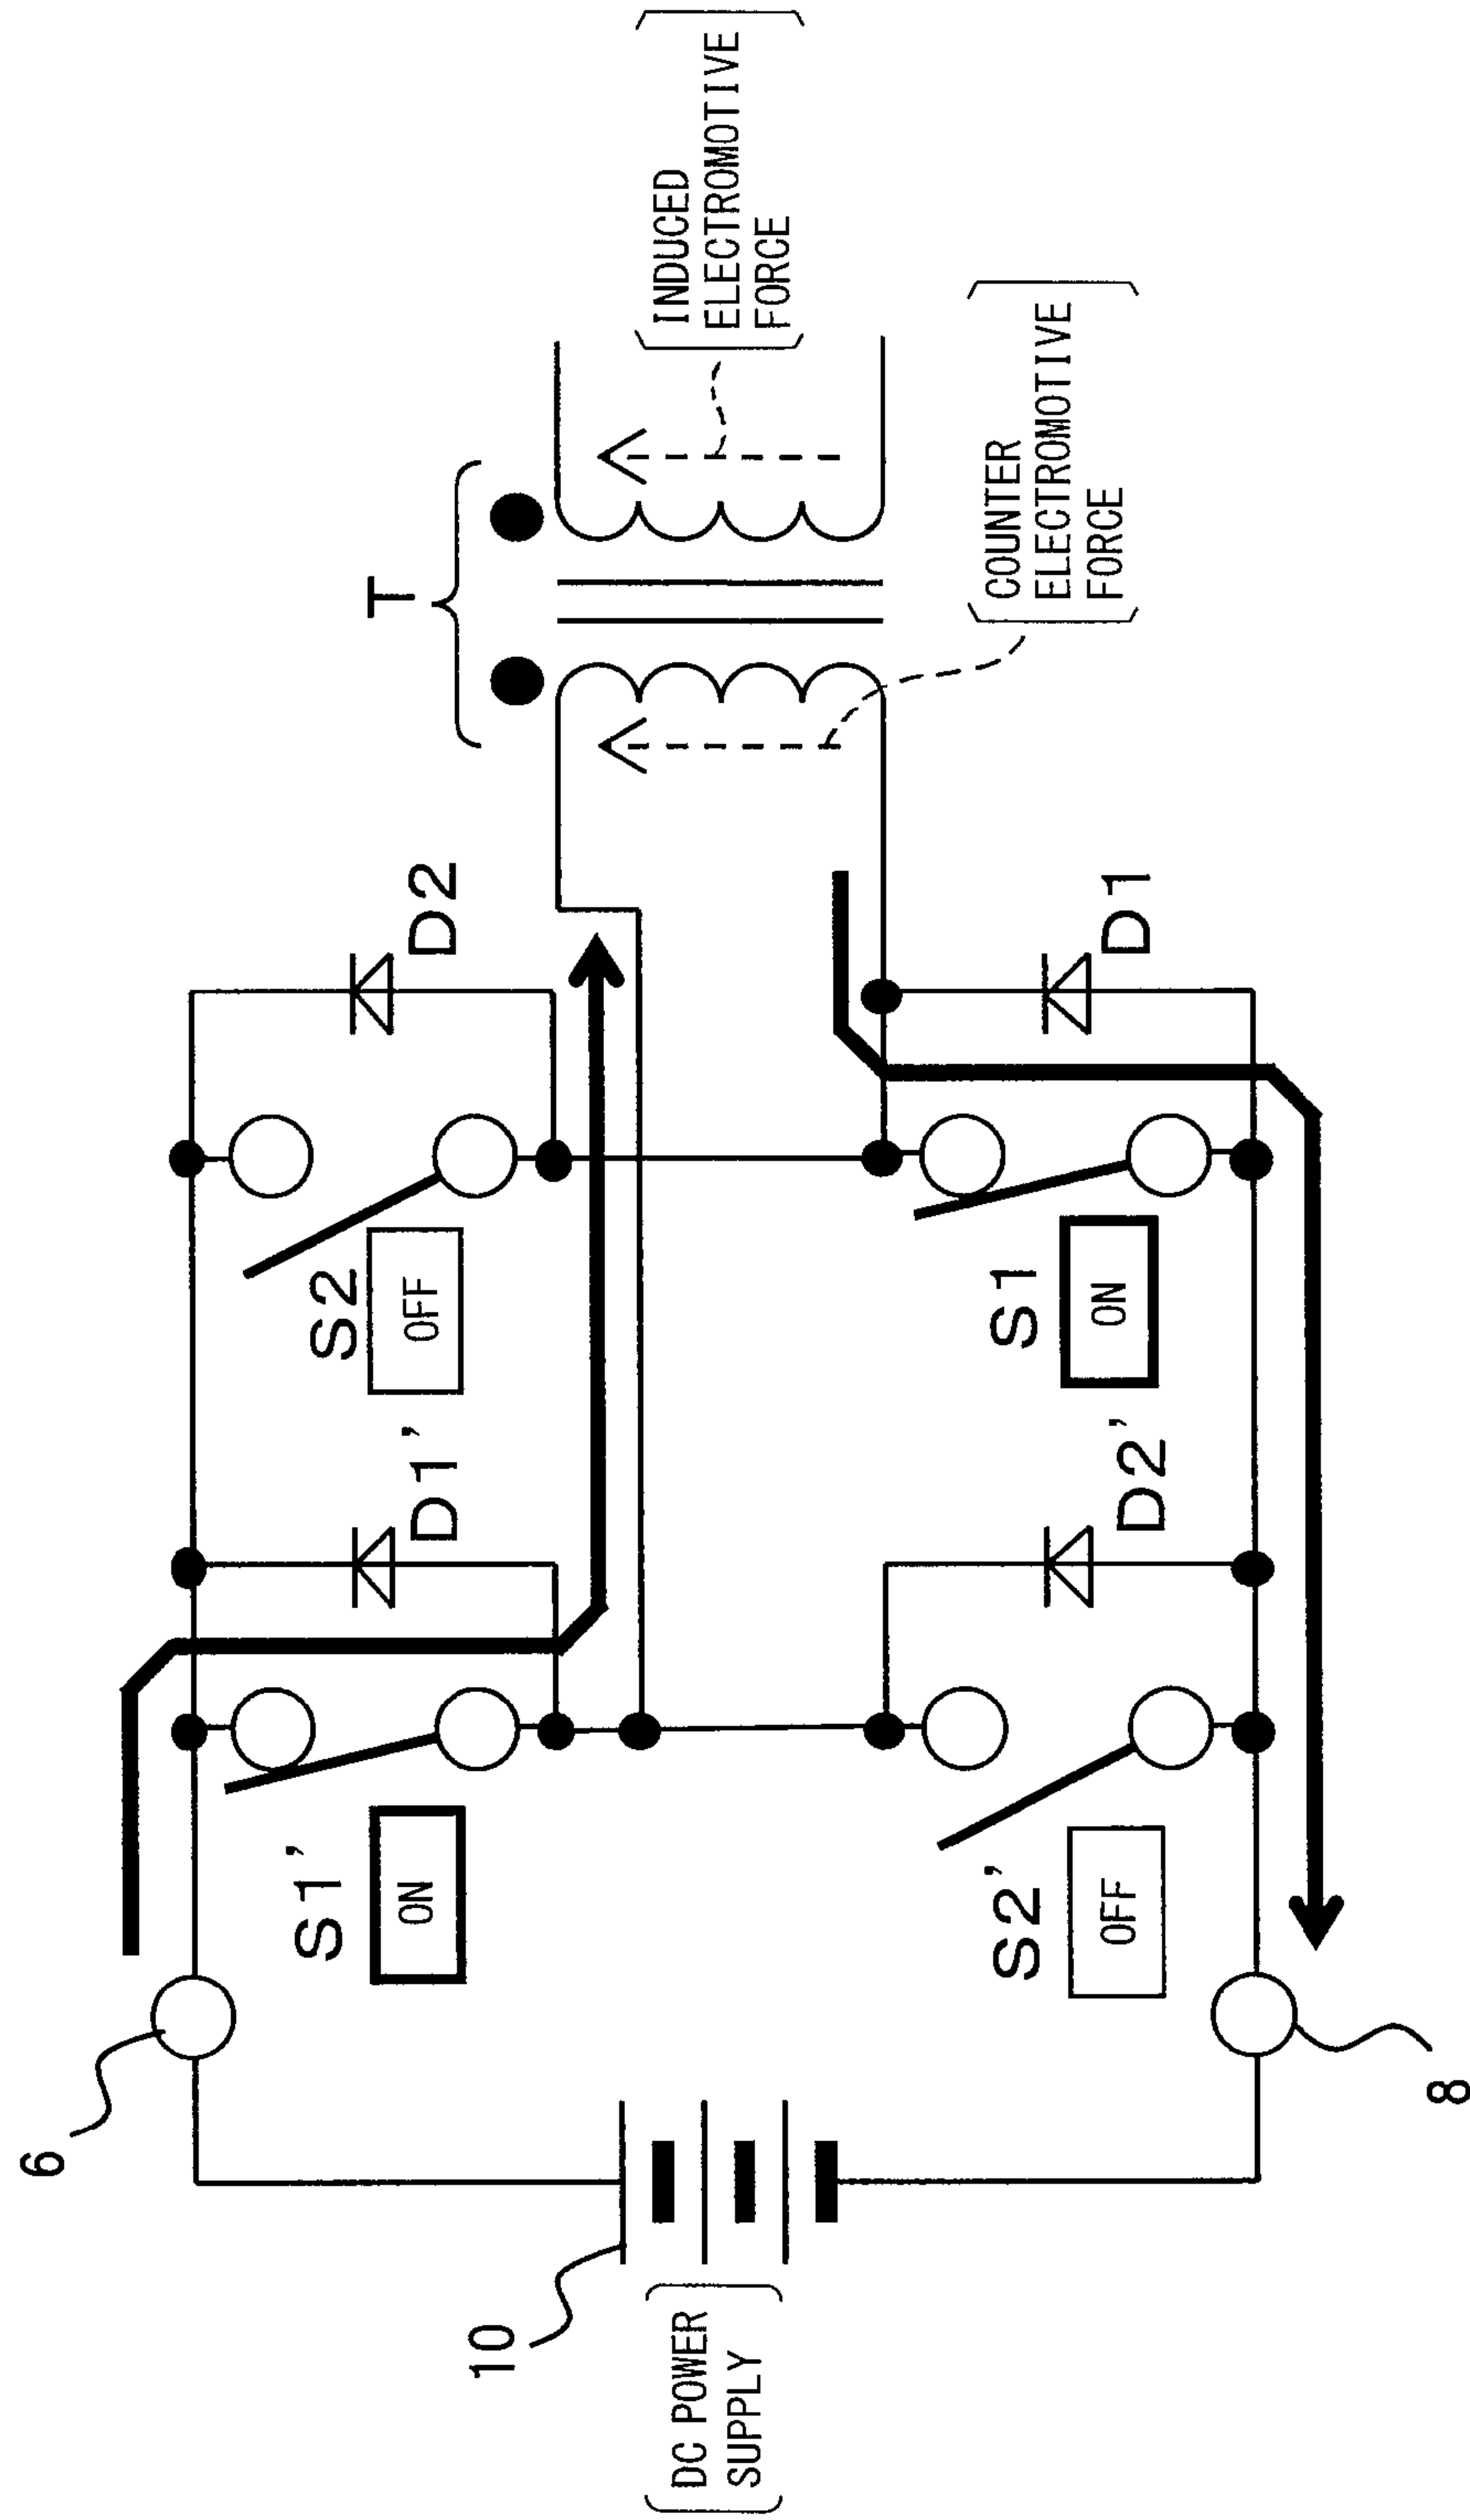 6
10
[DC POWER
SUPPLY]
8
S1'
ON
D1'
S2
OFF
D2
S2'
OFF
D2'
S1
ON
D1
T
[INDUCED
ELECTROMOTIVE
FORCE]
[COUNTER
ELECTROMOTIVE
FORCE]